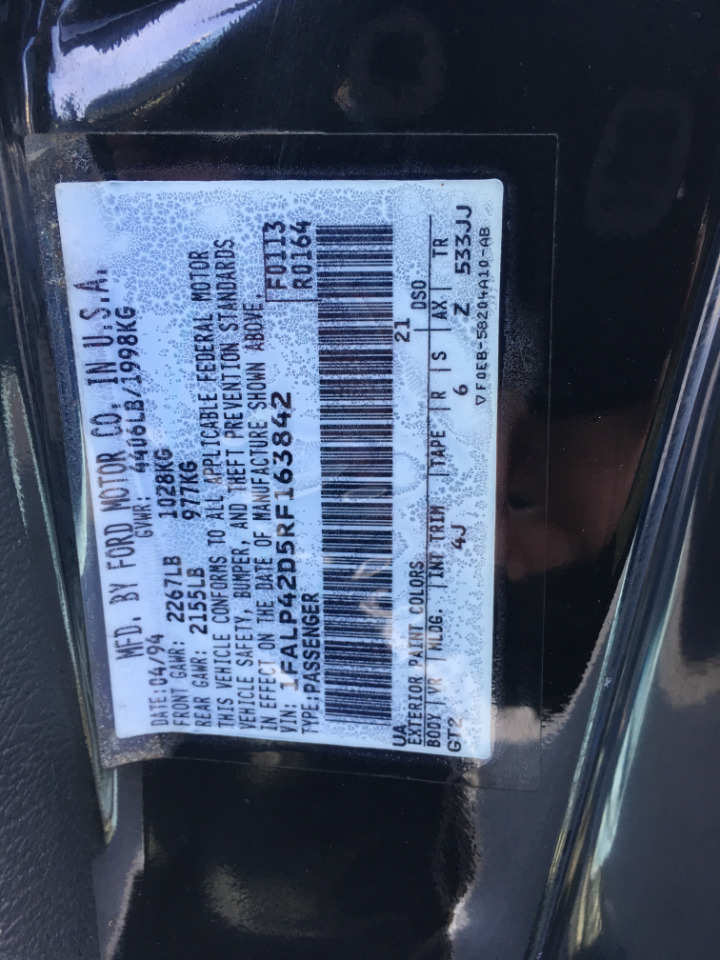 MFD. BY FORD MOTOR CO. IN U.S.A.
DATE: 04/94 GVWR: 4406LB/1998KG
FRONT GAWR: 2267LB 1028KG
REAR GAWR: 2155LB 977KG
THIS VEHICLE CONFORMS TO ALL APPLICABLE FEDERAL MOTOR
VEHICLE SAFETY, BUMPER, AND THEFT PREVENTION STANDARDS
IN EFFECT ON THE DATE OF MANUFACTURE SHOWN ABOVE.
VIN: 1FALP42D5RF163842 F0113
TYPE: PASSENGER R0164
UA 21
EXTERIOR PAINT COLORS DSO
BODY VR MLDG. INT TRIM TAPE R S AX TR
GT2 4J 6 Z 533JJ
▽ F0EB-58204A10-AB